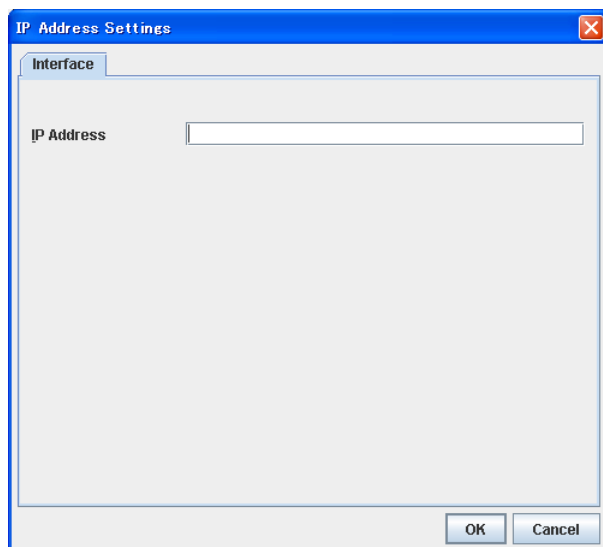 IP Address Settings
Interface
IP Address
OK
Cancel